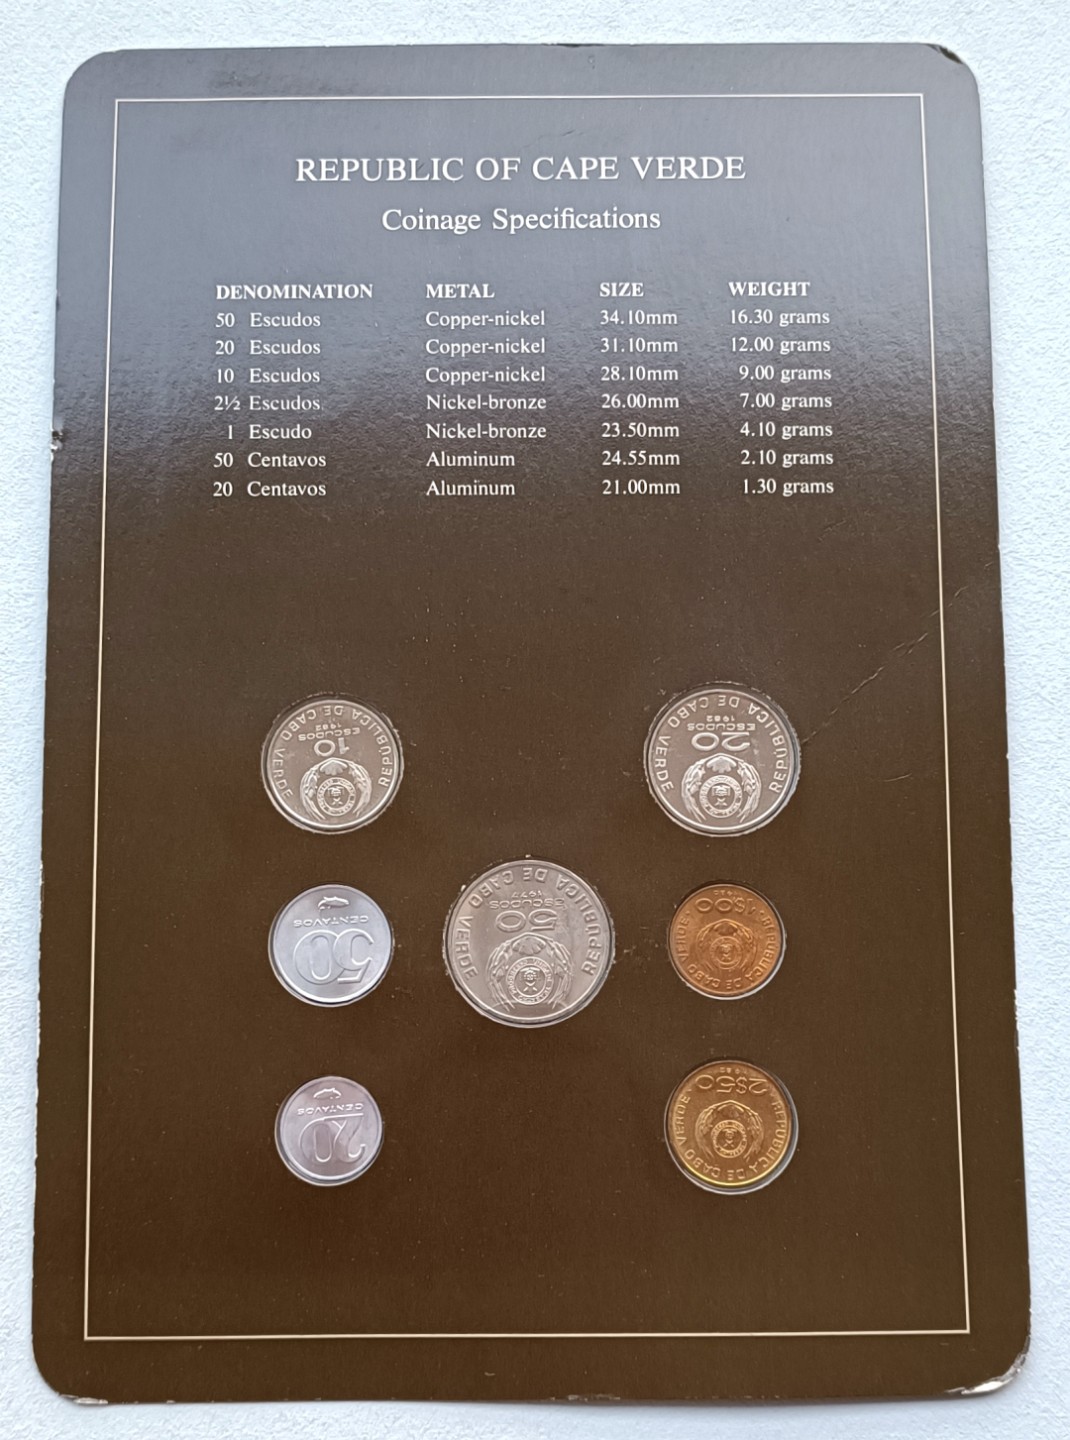 REPUBLIC OF CAPE VERDE
Coinage Specifications
DENOMINATION METAL SIZE WEIGHT
50 Escudos Copper-nickel 34.10mm 16.30 grams
20 Escudos Copper-nickel 31.10mm 12.00 grams
10 Escudos Copper-nickel 28.10mm 9.00 grams
2½ Escudos Nickel-bronze 26.00mm 7.00 grams
1 Escudo Nickel-bronze 23.50mm 4.10 grams
50 Centavos Aluminum 24.55mm 2.10 grams
20 Centavos Aluminum 21.00mm 1.30 grams
REPUBLICA DE CABO VERDE
1982
ESCUDOS
10
REPUBLICA DE CABO VERDE
1982
ESCUDOS
20
CENTAVOS
50
REPUBLICA DE CABO VERDE
1977
ESCUDOS
50
1$00
REPUBLICA DE CABO VERDE
CENTAVOS
20
2$50
REPUBLICA DE CABO VERDE